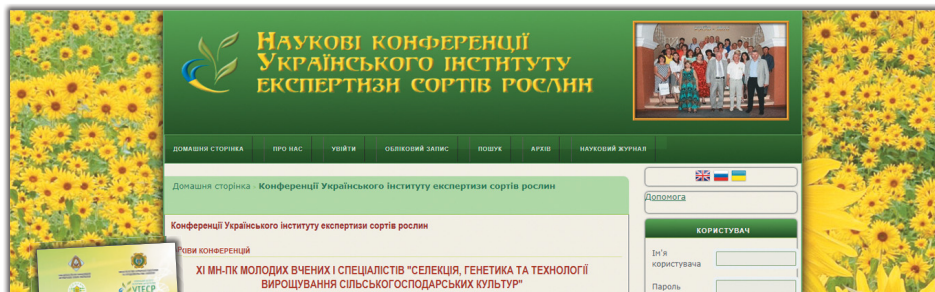 Наукові конференції
Українського інституту
експертизи сортів рослин
ДОМАШНЯ СТОРІНКА ПРО НАС УВІЙТИ ОБЛІКОВИЙ ЗАПИС ПОШУК АРХІВ НАУКОВИЙ ЖУРНАЛ
Домашня сторінка › Конференції Українського інституту експертизи сортів рослин
Допомога
Конференції Українського інституту експертизи сортів рослин
КОРИСТУВАЧ
КОНФЕРЕНЦІЙ
Ім'я
користувача
XI МН-ПК МОЛОДИХ ВЧЕНИХ І СПЕЦІАЛІСТІВ "СЕЛЕКЦІЯ, ГЕНЕТИКА ТА ТЕХНОЛОГІЇ
ВИРОЩУВАННЯ СІЛЬСЬКОГОСПОДАРСЬКИХ КУЛЬТУР"
Пароль